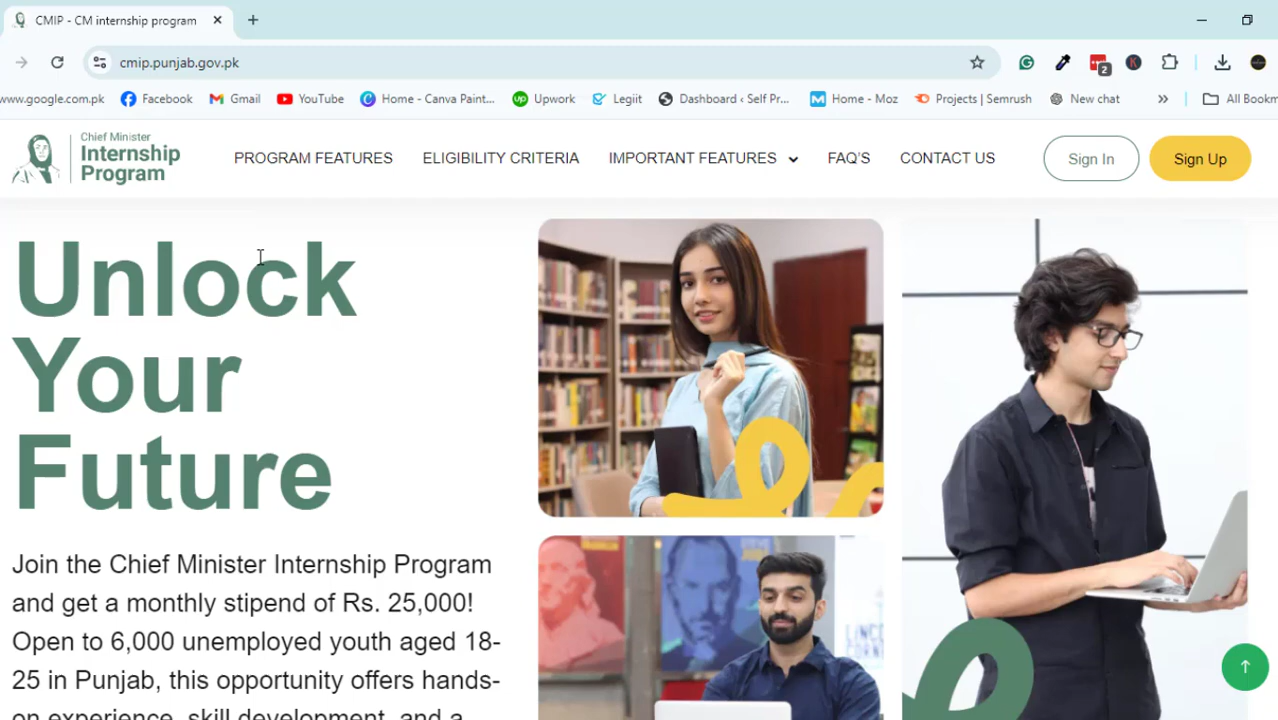 CMIP - CM internship program
cmip.punjab.gov.pk
2
www.google.com.pk Facebook Gmail YouTube Home - Canva Paint... Upwork Legiit Dashboard ‹ Self Pr... Home - Moz Projects | Semrush New chat » All Bookm
Chief Minister
Internship
Program
PROGRAM FEATURES ELIGIBILITY CRITERIA IMPORTANT FEATURES FAQ'S CONTACT US Sign In Sign Up
Unlock
Your
Future
Join the Chief Minister Internship Program
and get a monthly stipend of Rs. 25,000!
Open to 6,000 unemployed youth aged 18-
25 in Punjab, this opportunity offers hands-
on experience, skill development, and a